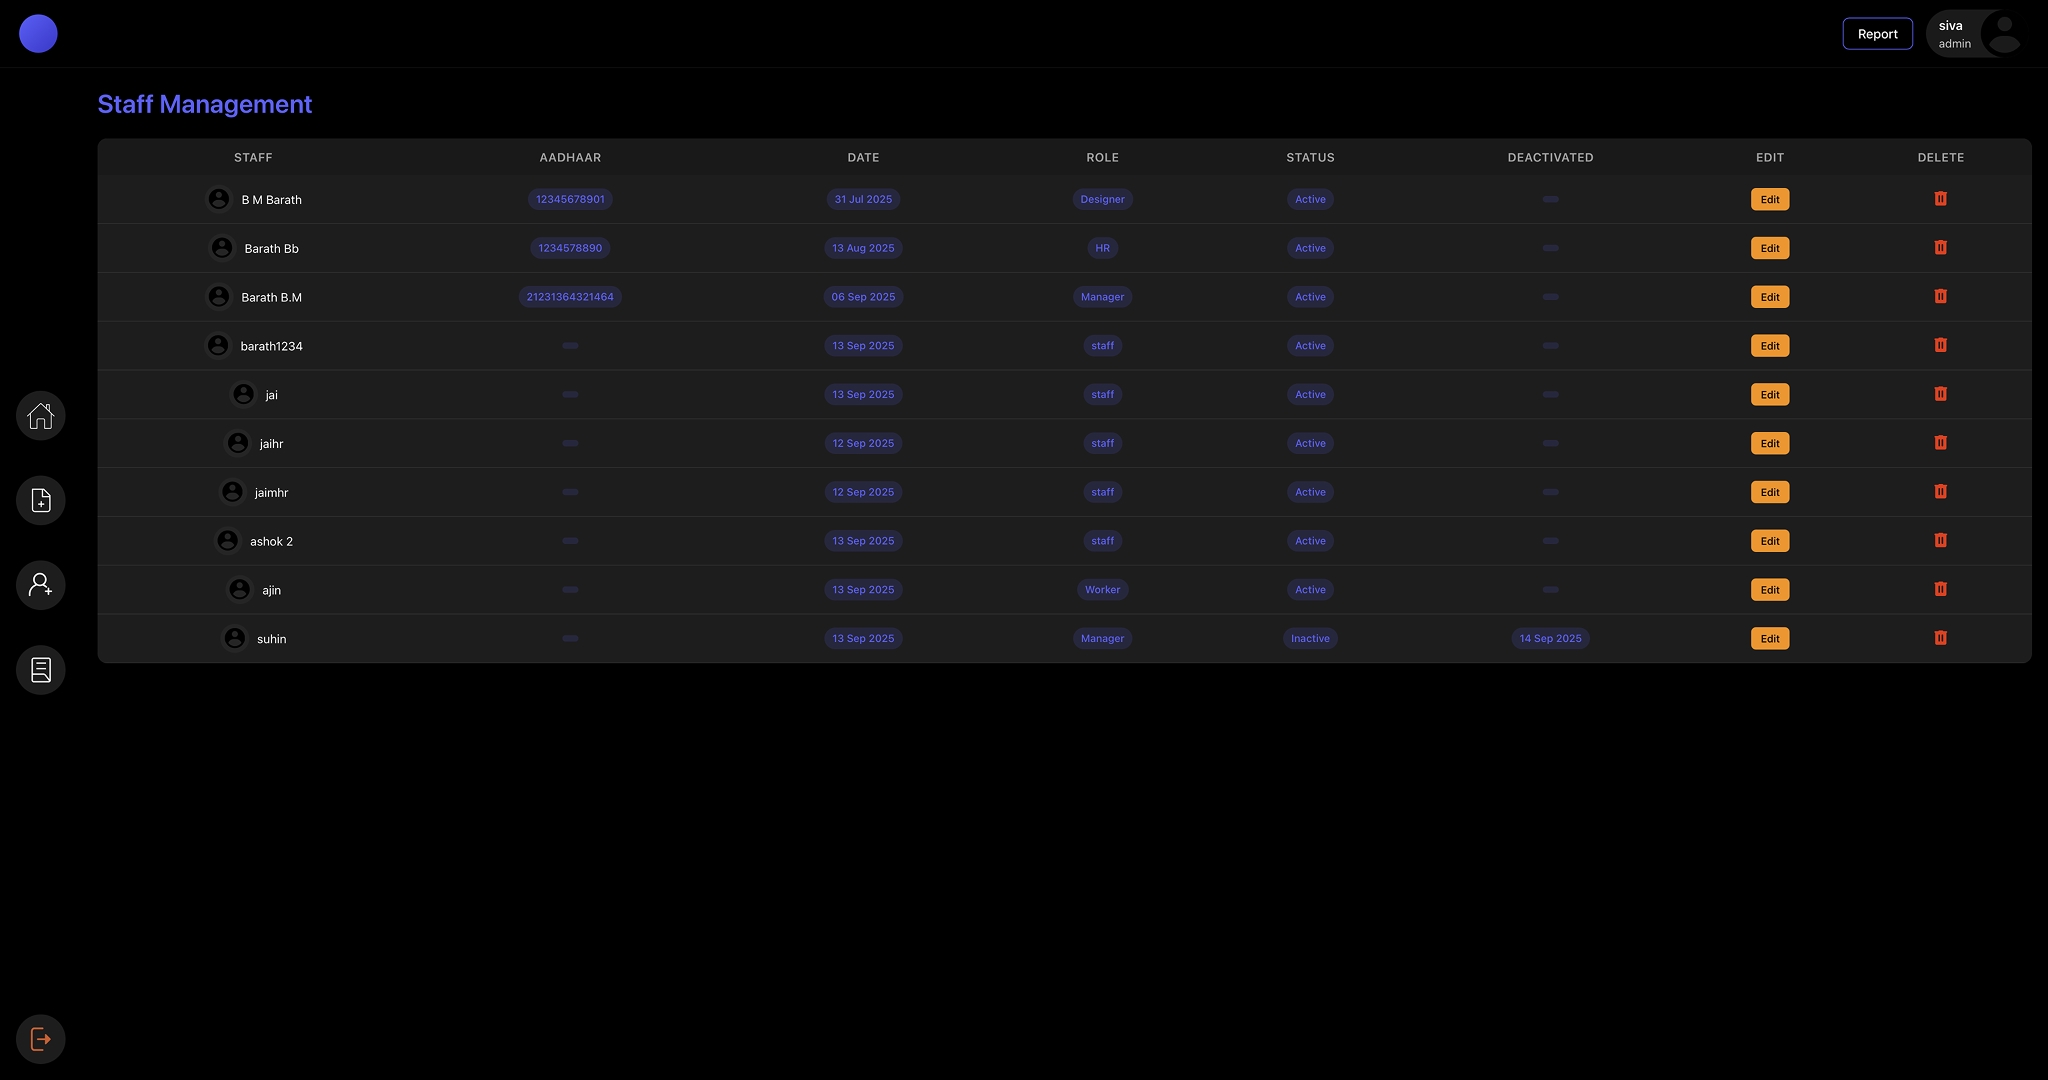 Report
siva
admin
Staff Management
STAFF AADHAAR DATE ROLE STATUS DEACTIVATED EDIT DELETE
B M Barath 12345678901 31 Jul 2025 Designer Active Edit
Barath Bb 1234578890 13 Aug 2025 HR Active Edit
Barath B.M 21231364321464 06 Sep 2025 Manager Active Edit
barath1234 13 Sep 2025 staff Active Edit
jai 13 Sep 2025 staff Active Edit
jaihr 12 Sep 2025 staff Active Edit
jaimhr 12 Sep 2025 staff Active Edit
ashok 2 13 Sep 2025 staff Active Edit
ajin 13 Sep 2025 Worker Active Edit
suhin 13 Sep 2025 Manager Inactive 14 Sep 2025 Edit